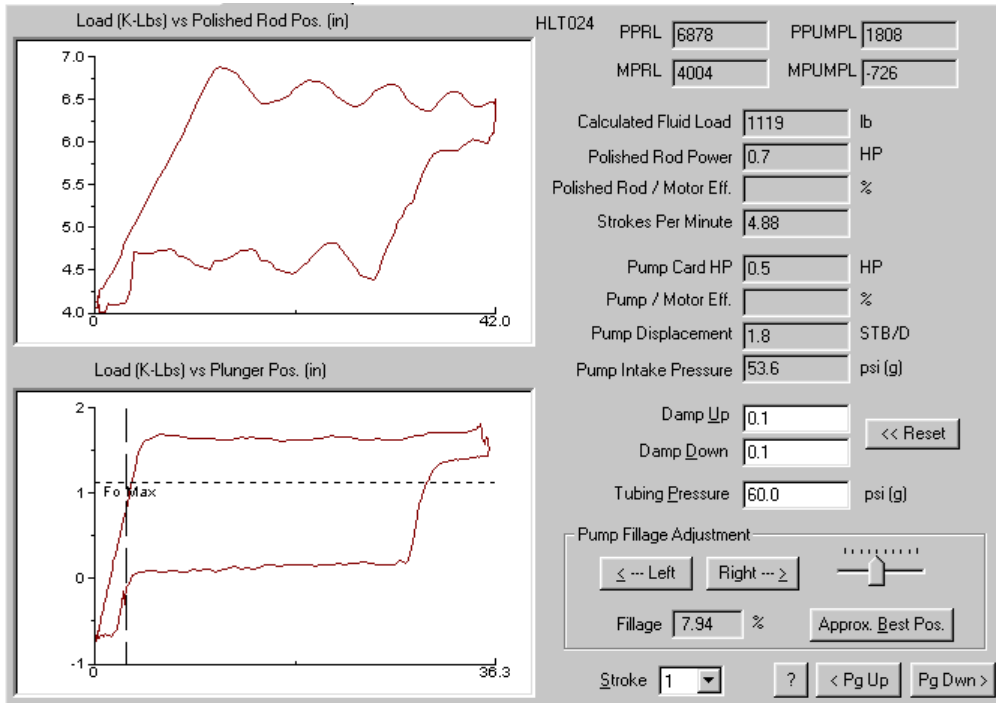 Load (K-Lbs) vs Polished Rod Pos. (in)
7.0
6.5
6.0
5.5
5.0
4.5
4.0
0
42.0
Load (K-Lbs) vs Plunger Pos. (in)
2
1
0
-1
Fo Max
0
36.3
HLT024
PPRL 6878 PPUMPL 1808
MPRL 4004 MPUMPL -726
Calculated Fluid Load 1119 lb
Polished Rod Power 0.7 HP
Polished Rod / Motor Eff. %
Strokes Per Minute 4.88
Pump Card HP 0.5 HP
Pump / Motor Eff. %
Pump Displacement 1.8 STB/D
Pump Intake Pressure 53.6 psi (g)
Damp Up 0.1
<< Reset
Damp Down 0.1
Tubing Pressure 60.0 psi (g)
Pump Fillage Adjustment
< --- Left Right --- >
Fillage 7.94 % Approx. Best Pos.
Stroke 1 ? < Pg Up Pg Dwn >